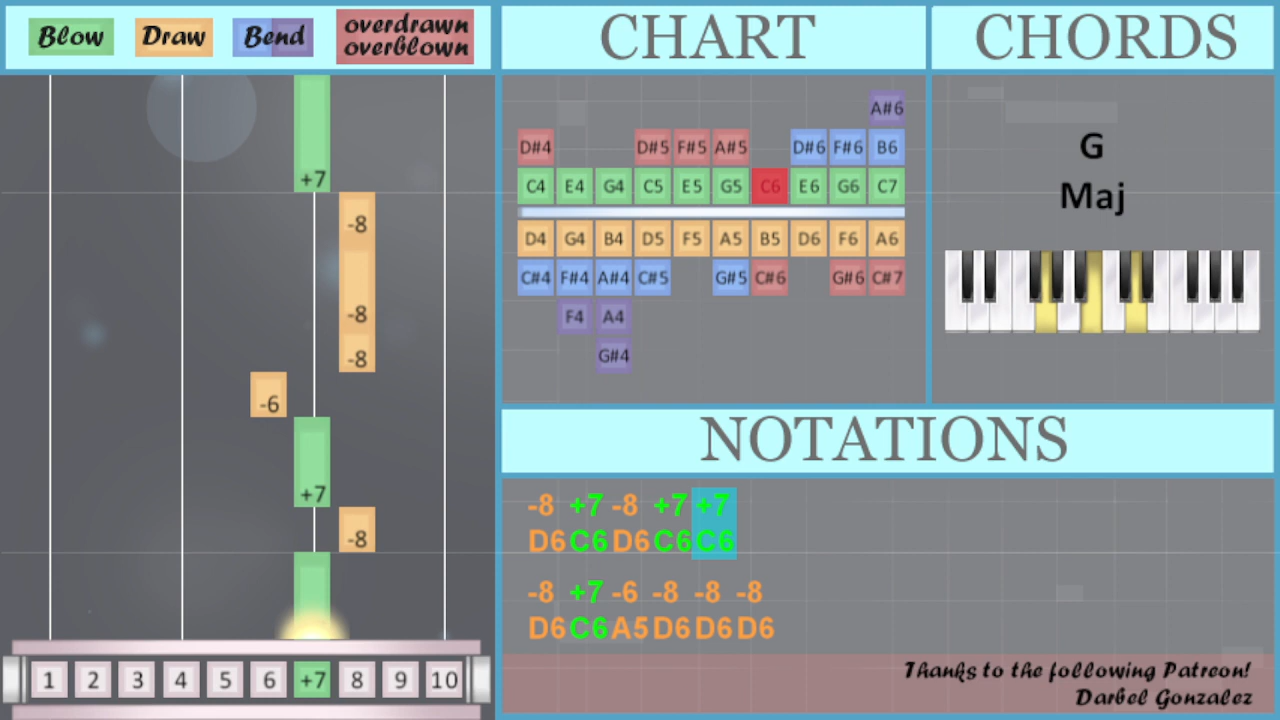 Blow Draw Bend overdrawn
overblown
CHART
CHORDS
+7
-8
-8
-8
-6
+7
-8
1 2 3 4 5 6 +7 8 9 10
A#6
D#4 D#5 F#5 A#5 D#6 F#6 B6
C4 E4 G4 C5 E5 G5 C6 E6 G6 C7
D4 G4 B4 D5 F5 A5 B5 D6 F6 A6
C#4 F#4 A#4 C#5 G#5 C#6 G#6 C#7
F4 A4
G#4
G
Maj
NOTATIONS
-8 +7 -8 +7 +7
D6 C6 D6 C6 C6
-8 +7 -6 -8 -8 -8
D6 C6 A5 D6 D6 D6
Thanks to the following Patreon!
Darbel Gonzalez